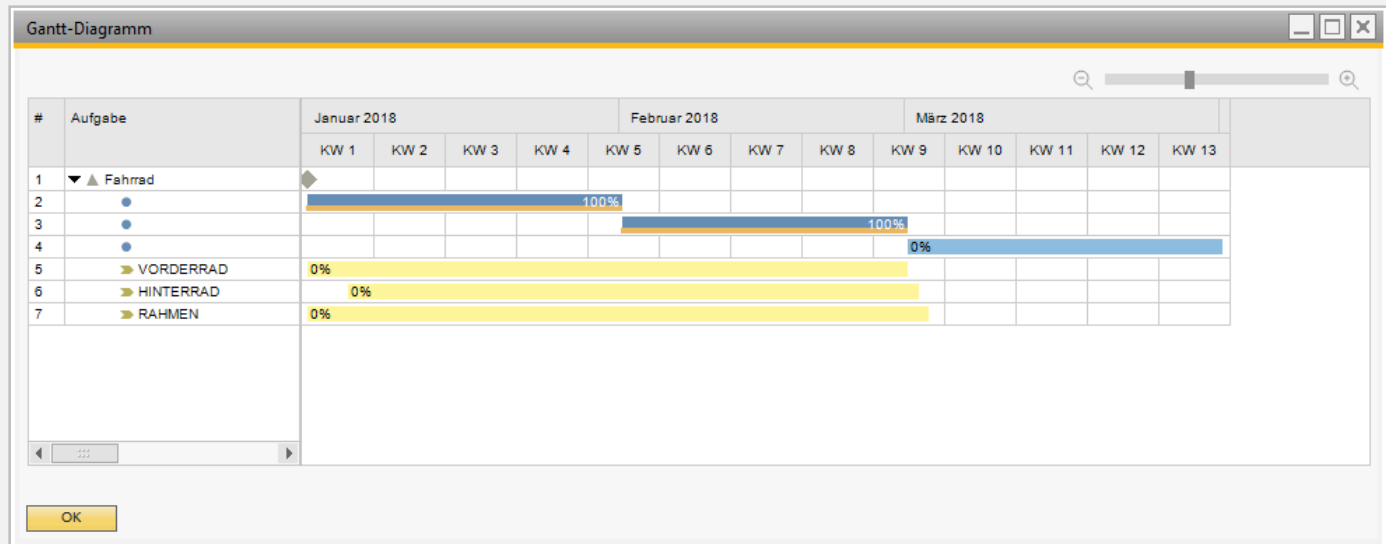 Gantt-Diagramm
# Aufgabe Januar 2018 Februar 2018 März 2018
KW 1 KW 2 KW 3 KW 4 KW 5 KW 6 KW 7 KW 8 KW 9 KW 10 KW 11 KW 12 KW 13
1 Fahrrad
2 100%
3 100%
4 0%
5 VORDERRAD 0%
6 HINTERRAD 0%
7 RAHMEN 0%
OK